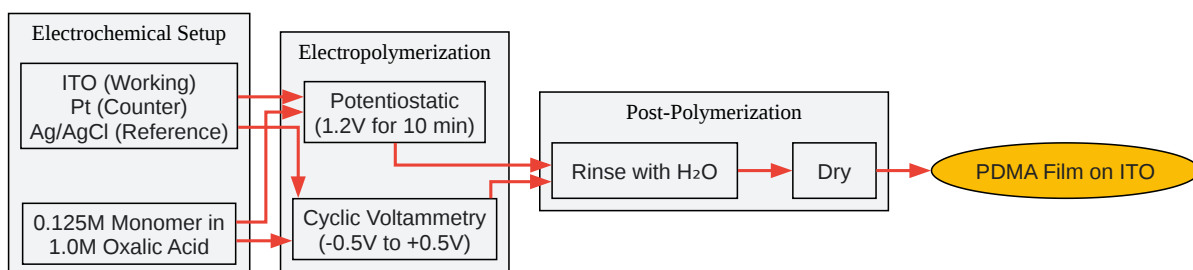 Electrochemical Setup
ITO (Working)
Pt (Counter)
Ag/AgCl (Reference)
0.125M Monomer in
1.0M Oxalic Acid
Electropolymerization
Potentiostatic
(1.2V for 10 min)
Cyclic Voltammetry
(-0.5V to +0.5V)
Post-Polymerization
Rinse with H₂O
Dry
PDMA Film on ITO